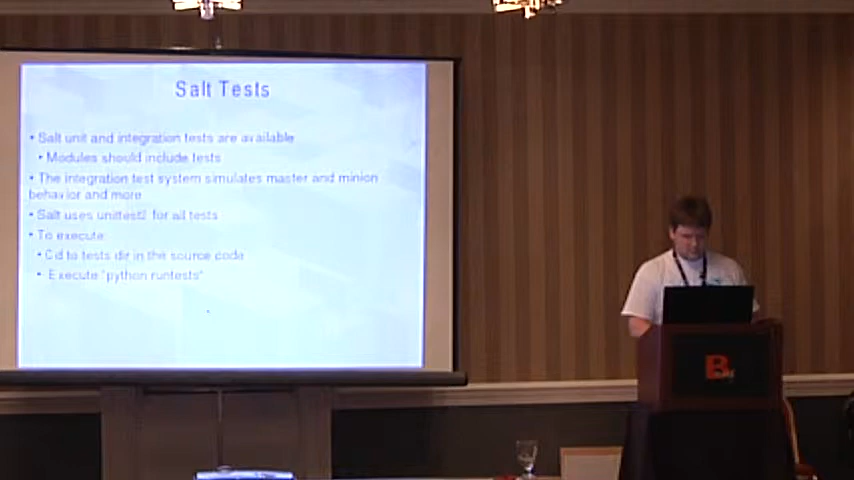 Salt Tests
• Salt unit and integration tests are available
• Modules should include tests
• The integration test system simulates master and minion
behavior and more
• Salt uses unittest2 for all tests
• To execute:
• Cd to tests dir in the source code
• Execute "python runtests"